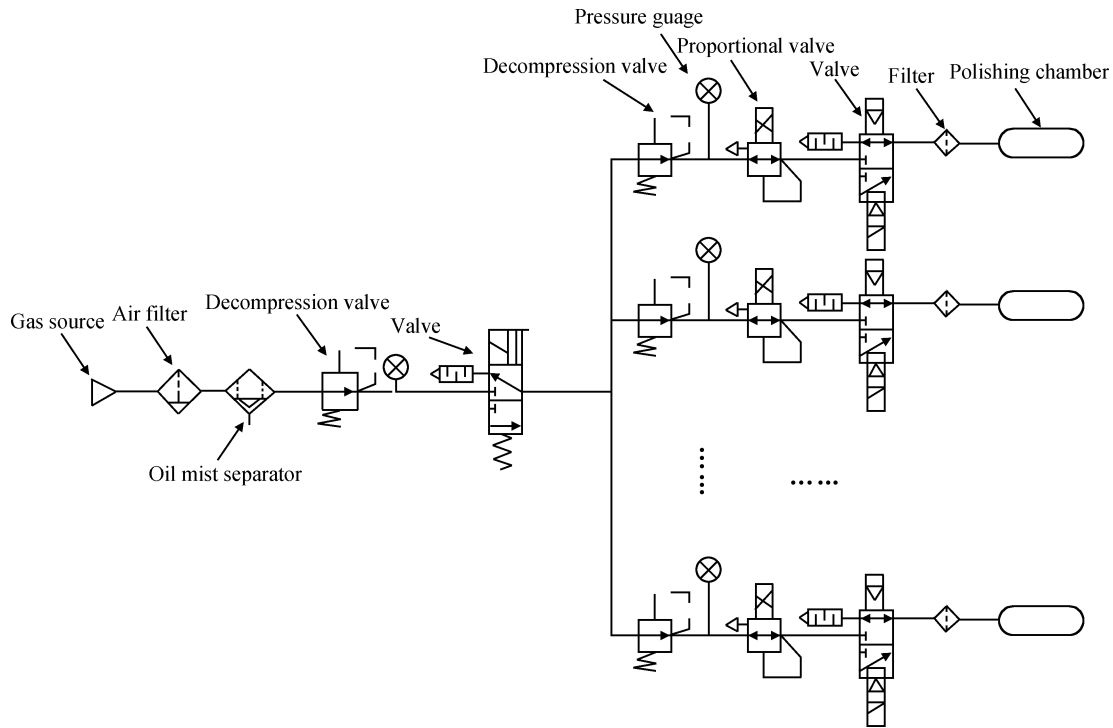 Pressure guage
Proportional valve
Decompression valve
Valve
Filter
Polishing chamber
Decompression valve
Air filter
Valve
Gas source
Oil mist separator